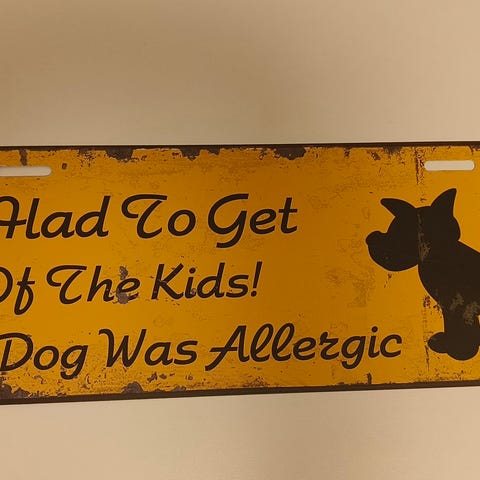 Had To Get
Of The Kids!
Dog Was Allergic